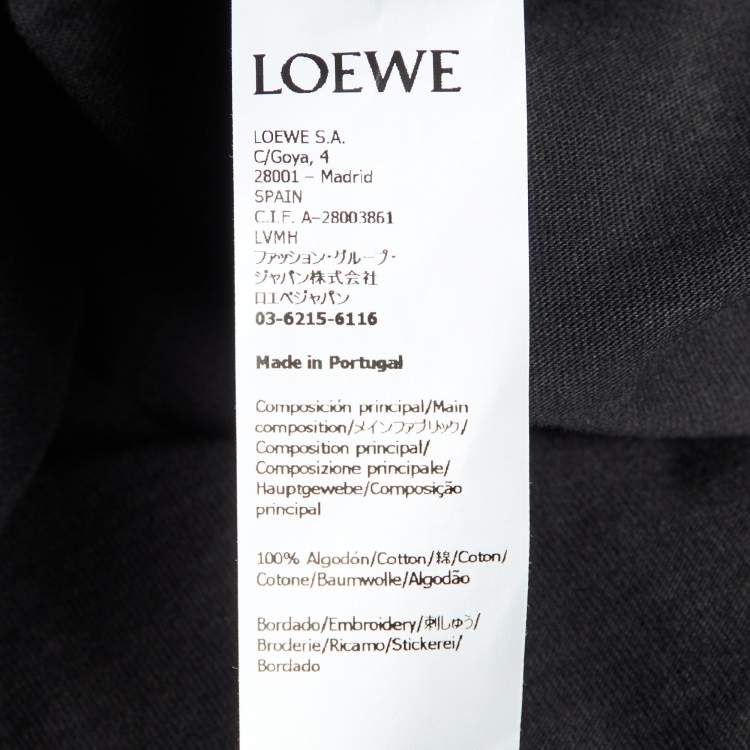 LOEWE
LOEWE S.A.
C/Goya, 4
28001 – Madrid
SPAIN
C.I.F. A-28003861
LVMH
ファッション・グループ・
ジャパン株式会社
ロエベジャパン
03-6215-6116
Made in Portugal
Composición principal/Main
composition/メインファブリック/
Composition principal/
Composizione principale/
Hauptgewebe/Composição
principal
100% Algodón/Cotton/綿/Coton/
Cotone/Baumwolle/Algodão
Bordado/Embroidery/刺しゅう/
Broderie/Ricamo/Stickerei/
Bordado